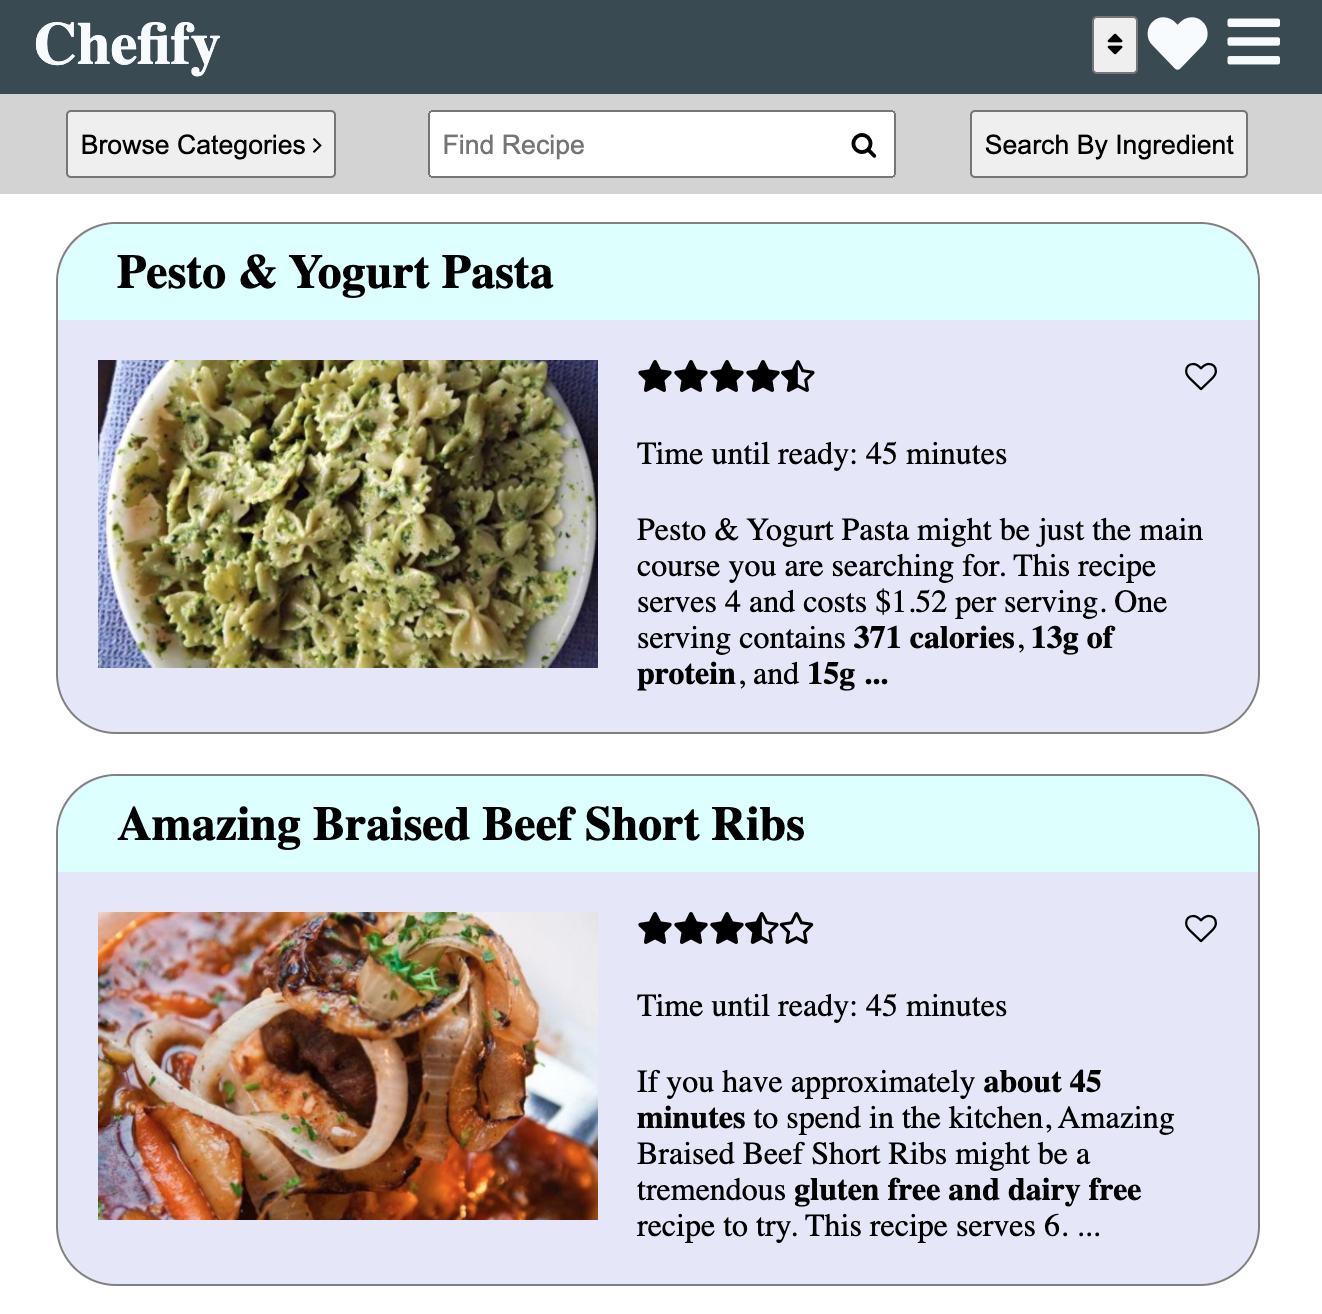 Chefify
Browse Categories >
Find Recipe
Search By Ingredient
Pesto & Yogurt Pasta
Time until ready: 45 minutes
Pesto & Yogurt Pasta might be just the main
course you are searching for. This recipe
serves 4 and costs $1.52 per serving. One
serving contains 371 calories, 13g of
protein, and 15g ...
Amazing Braised Beef Short Ribs
Time until ready: 45 minutes
If you have approximately about 45
minutes to spend in the kitchen, Amazing
Braised Beef Short Ribs might be a
tremendous gluten free and dairy free
recipe to try. This recipe serves 6. ...